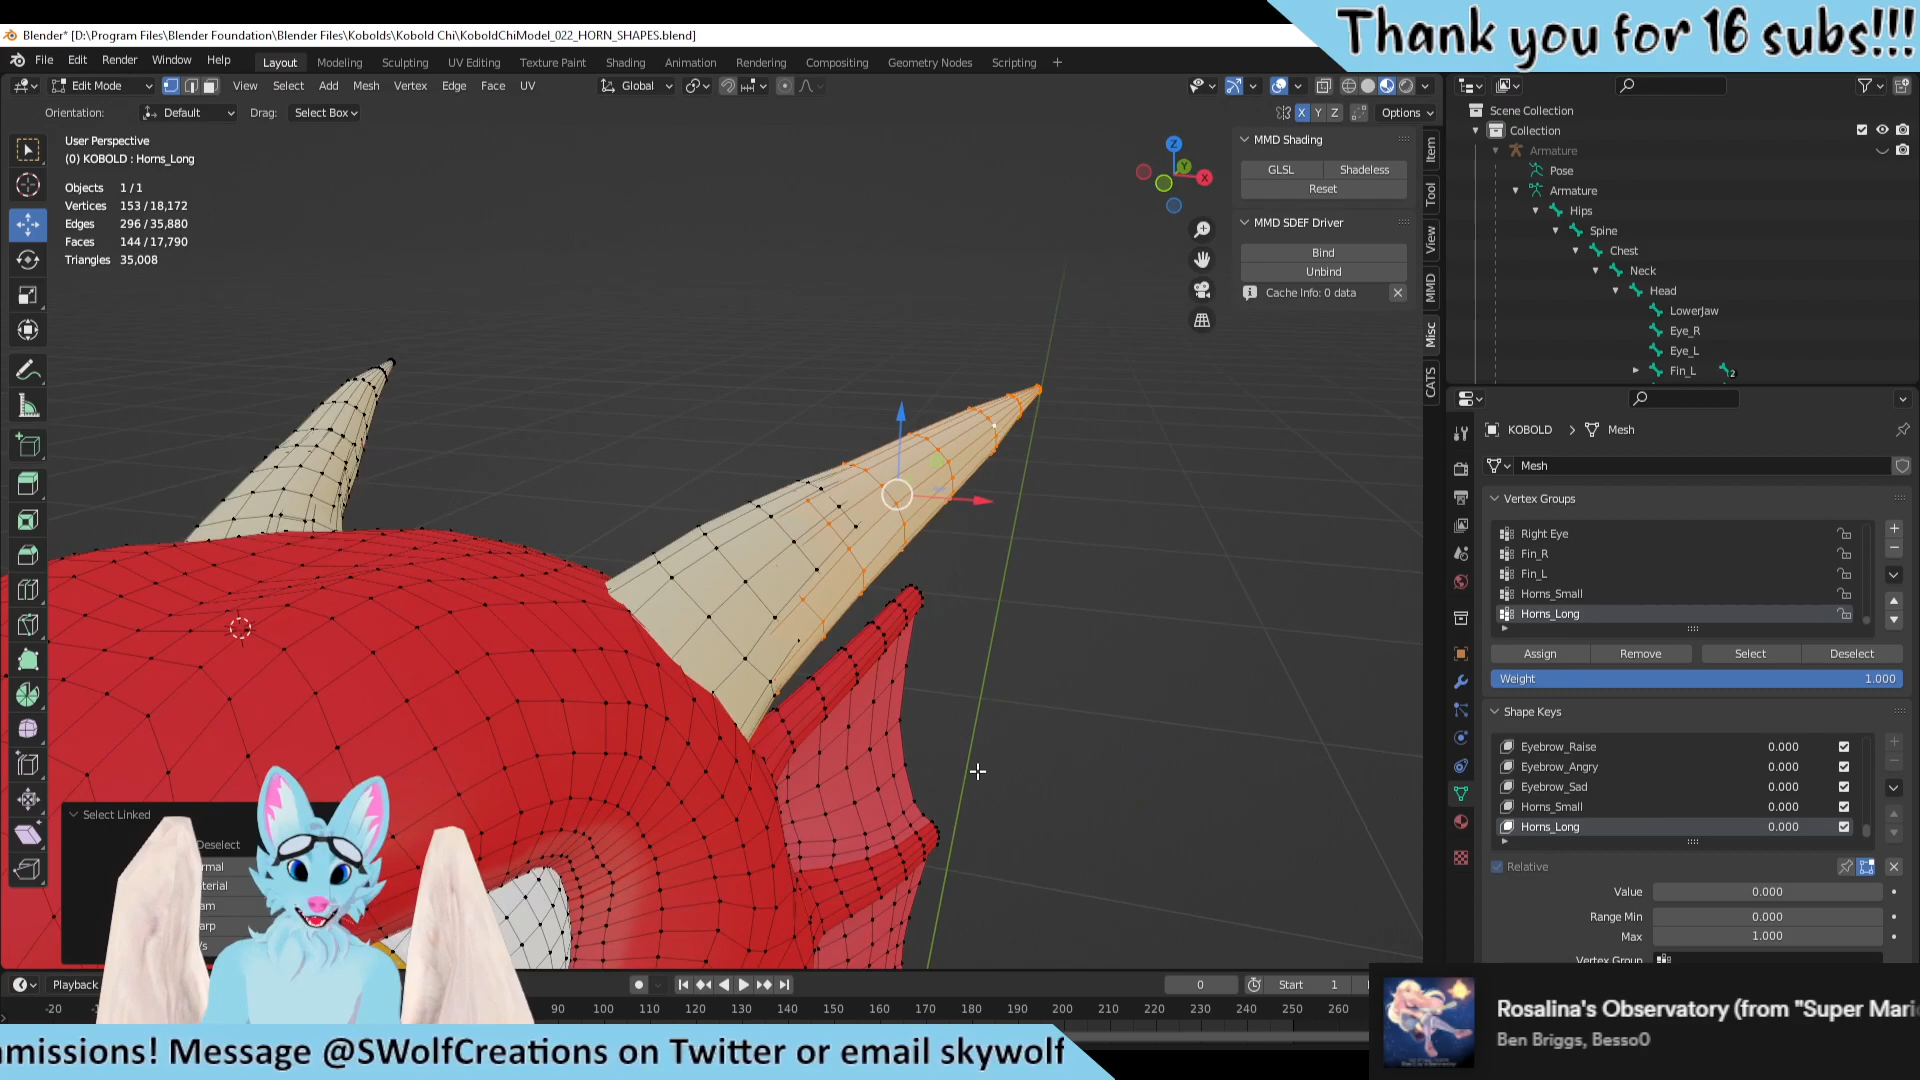 Thank you for 16 subs!!!
Blender* [D:\Program Files\Blender Foundation\Blender Files\Kobolds\Kobold Chi\KoboldChiModel_022_HORN_SHAPES.blend]
File Edit Render Window Help Layout Modeling Sculpting UV Editing Texture Paint Shading Animation Rendering Compositing Geometry Nodes Scripting +
Edit Mode View Select Add Mesh Vertex Edge Face UV Global
Orientation: Default Drag: Select Box X Y Z Options
User Perspective
(0) KOBOLD : Horns_Long
Objects 1 / 1
Vertices 153 / 18,172
Edges 296 / 35,880
Faces 144 / 17,790
Triangles 35,008
Z
Y
X
MMD Shading
GLSL Shadeless
Reset
MMD SDEF Driver
Bind
Unbind
Cache Info: 0 data
Item
Tool
View
MMD
Misc
CATS
Scene Collection
Collection
Armature
Pose
Armature
Hips
Spine
Chest
Neck
Head
LowerJaw
Eye_R
Eye_L
Fin_L 2
KOBOLD > Mesh
Mesh
Vertex Groups
Right Eye
Fin_R
Fin_L
Horns_Small
Horns_Long
Assign Remove Select Deselect
Weight 1.000
Shape Keys
Eyebrow_Raise 0.000
Eyebrow_Angry 0.000
Eyebrow_Sad 0.000
Horns_Small 0.000
Horns_Long 0.000
Relative
Value 0.000
Range Min 0.000
Max 1.000
Vertex Group
Select Linked
Deselect
rmal
terial
am
arp
Playback
0 Start 1
-20 90 100 110 120 130 140 150 160 170 180 190 200 210 220 230 240 250 260
Rosalina's Observatory (from "Super Mari
Ben Briggs, BessoO
nmissions! Message @SWolfCreations on Twitter or email skywolf